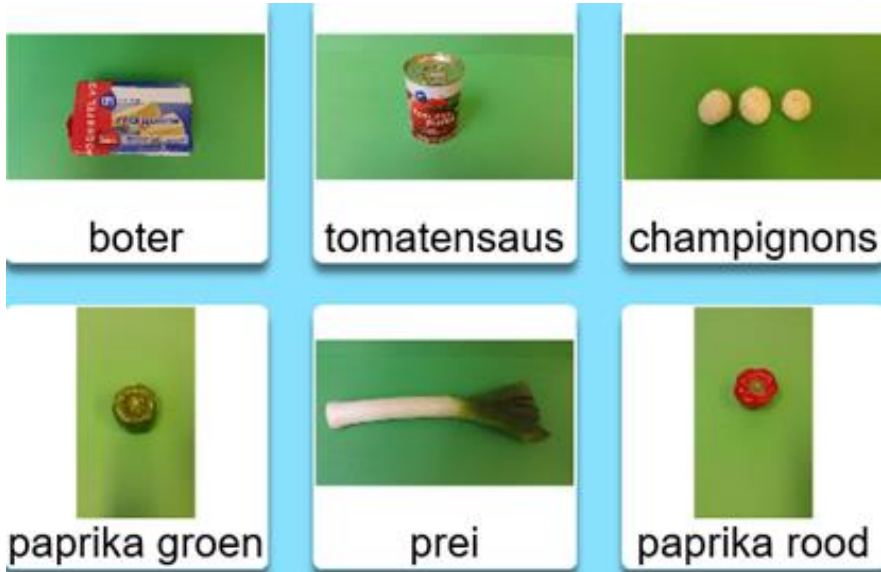 boter
tomatensaus
champignons
paprika groen
prei
paprika rood